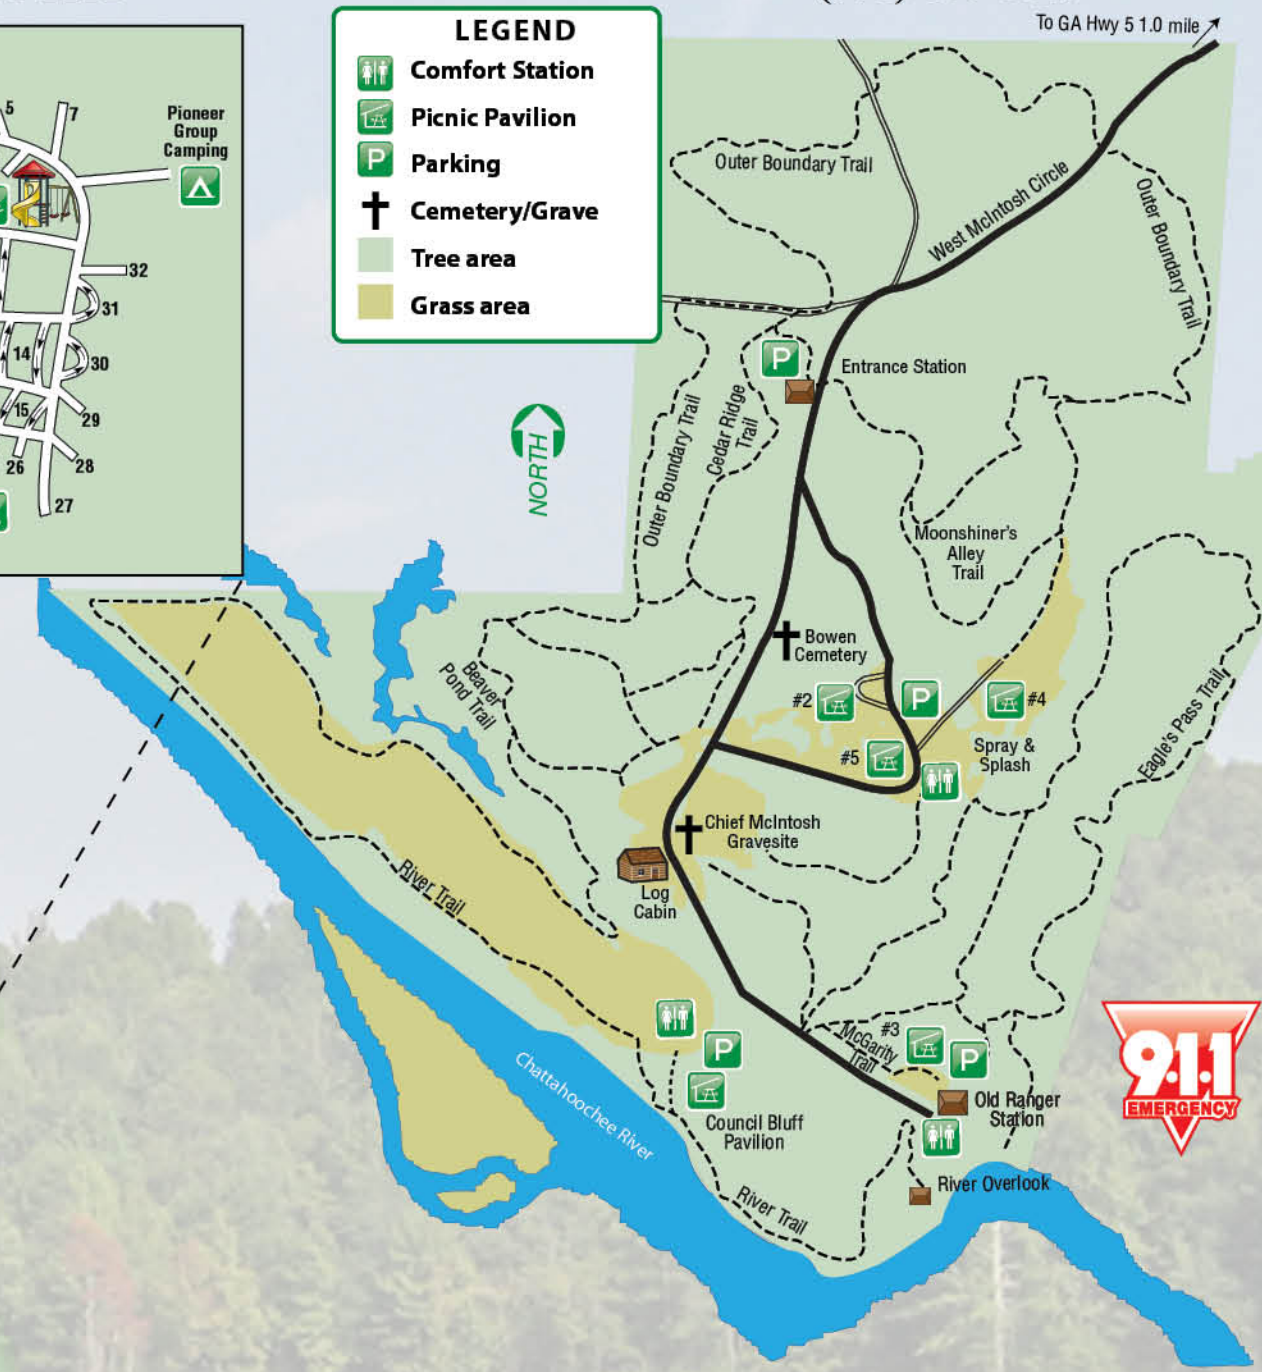 To GA Hwy 5 1.0 mile
LEGEND
Comfort Station
Picnic Pavilion
P Parking
Cemetery/Grave
Tree area
Grass area
5
7
Pioneer
Group
Camping
32
31
14
30
15
29
26
28
27
NORTH
Outer Boundary Trail
West McIntosh Circle
Outer Boundary Trail
P
Entrance Station
Outer Boundary Trail
Cedar Ridge
Trail
Moonshiner's
Alley
Trail
Bowen
Cemetery
Beaver
Pond Trail
#2
P
#4
Eagle's Pass Trail
#5
Spray &
Splash
Chief McIntosh
Gravesite
Log
Cabin
River Trail
P
Council Bluff
Pavilion
Chattahoochee River
McGarity
Trail
#3
P
Old Ranger
Station
River Overlook
River Trail
9·1·1
EMERGENCY